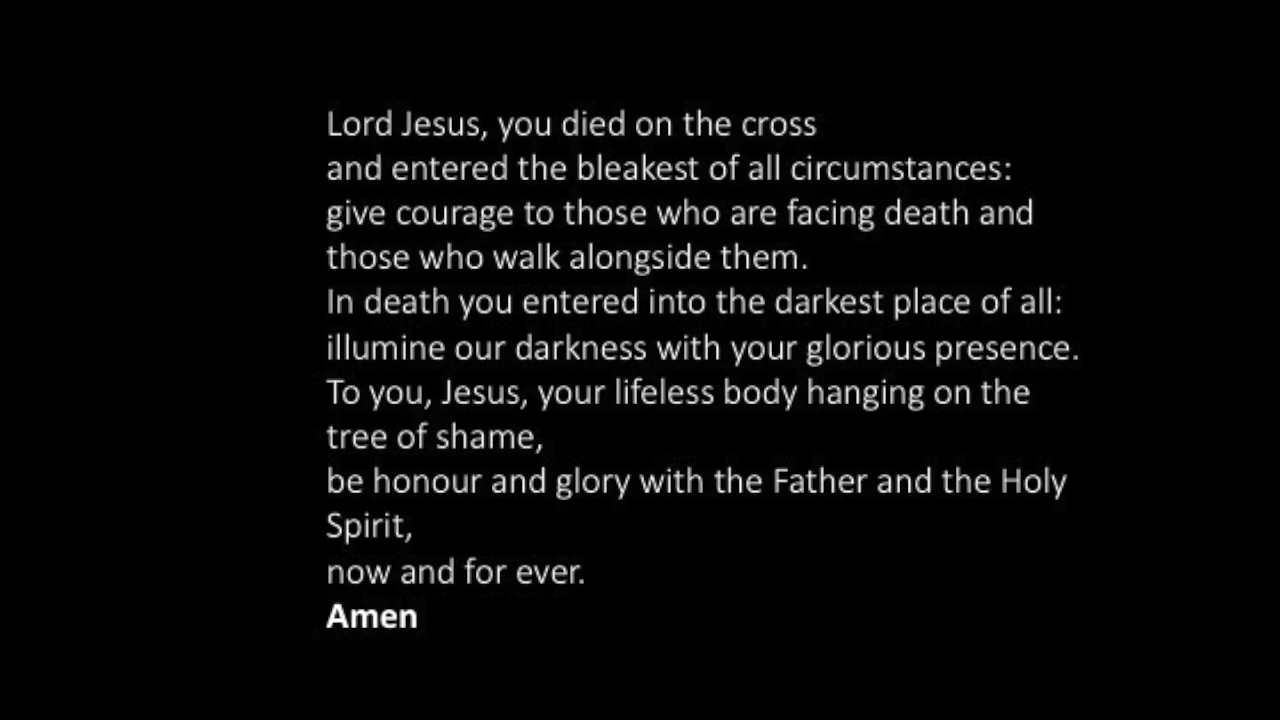 Lord Jesus, you died on the cross
and entered the bleakest of all circumstances:
give courage to those who are facing death and
those who walk alongside them.
In death you entered into the darkest place of all:
illumine our darkness with your glorious presence.
To you, Jesus, your lifeless body hanging on the
tree of shame,
be honour and glory with the Father and the Holy
Spirit,
now and for ever.
Amen